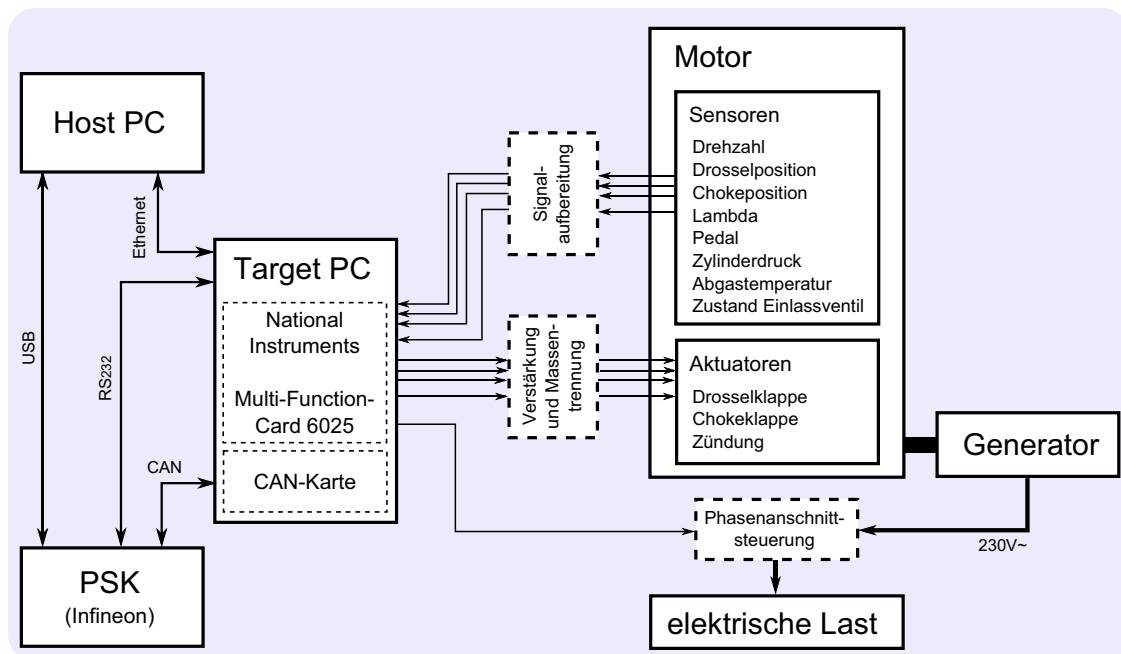 Host PC
USB
Ethernet
RS232
CAN
PSK
(Infineon)
Target PC
National
Instruments
Multi-Function-
Card 6025
CAN-Karte
Signal-
aufbereitung
Verstärkung
und Massen-
trennung
Motor
Sensoren
Drehzahl
Drosselposition
Chokeposition
Lambda
Pedal
Zylinderdruck
Abgastemperatur
Zustand Einlassventil
Aktuatoren
Drosselklappe
Chokeklappe
Zündung
Generator
230V~
Phasenanschnitt-
steuerung
elektrische Last